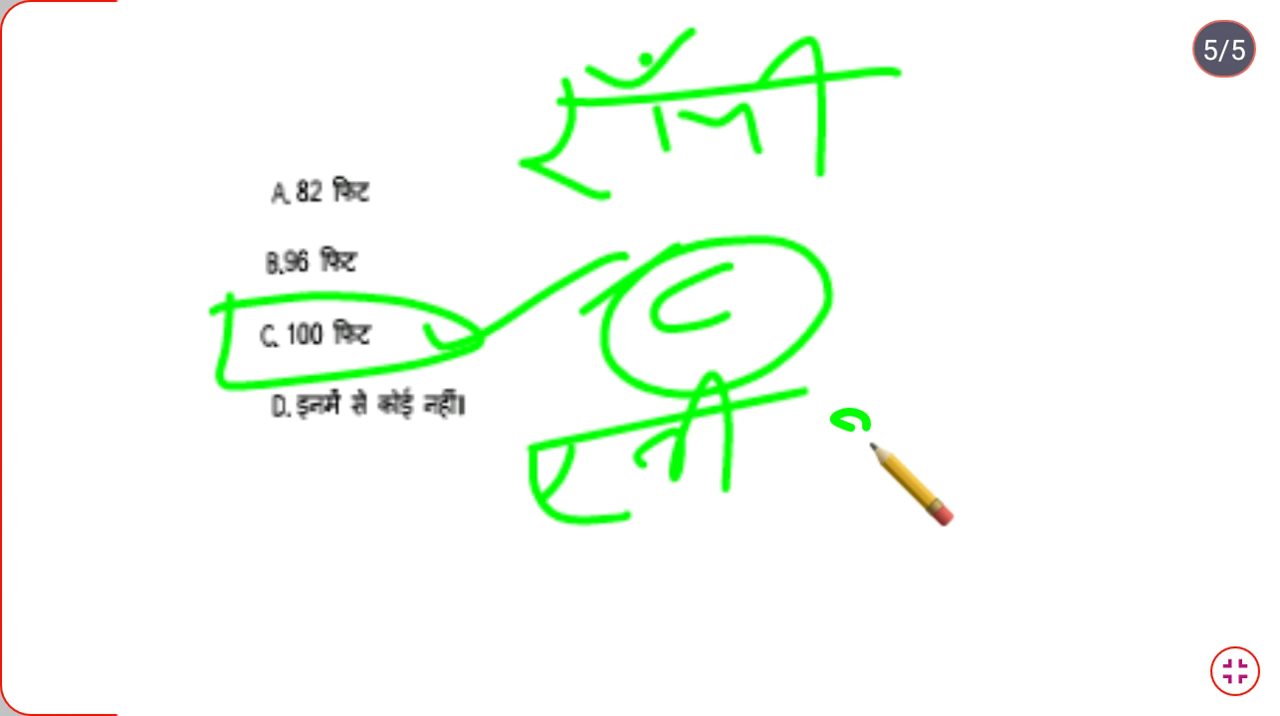 5/5
A. 82 फिट
B.96 फिट
C. 100 फिट
C
D. इनमें से कोई नहीं।